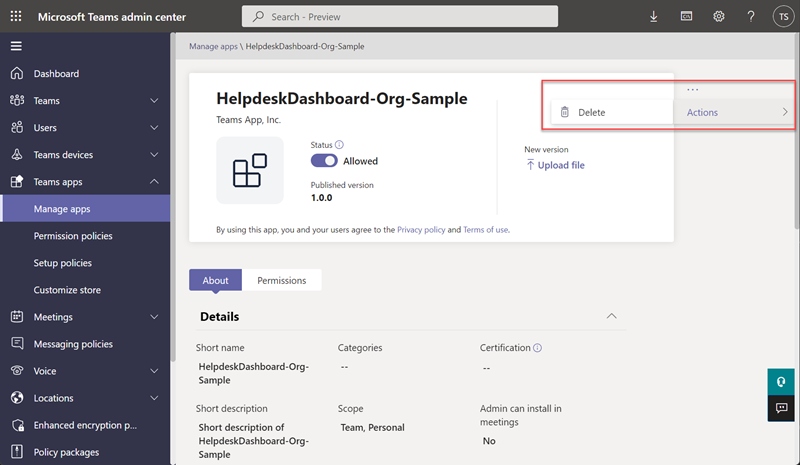 Microsoft Teams admin center
Search - Preview
TS
Dashboard
Teams
Users
Teams devices
Teams apps
Manage apps
Permission policies
Setup policies
Customize store
Meetings
Messaging policies
Voice
Locations
Enhanced encryption p...
Policy packages
Manage apps \ HelpdeskDashboard-Org-Sample
HelpdeskDashboard-Org-Sample
Teams App, Inc.
Status
Allowed
Published version
1.0.0
...
Delete
Actions
New version
Upload file
By using this app, you and your users agree to the Privacy policy and Terms of use.
About
Permissions
Details
Short name
HelpdeskDashboard-Org-
Sample
Categories
--
Certification
--
Short description
Short description of
HelpdeskDashboard-Org-
Sample
Scope
Team, Personal
Admin can install in
meetings
No